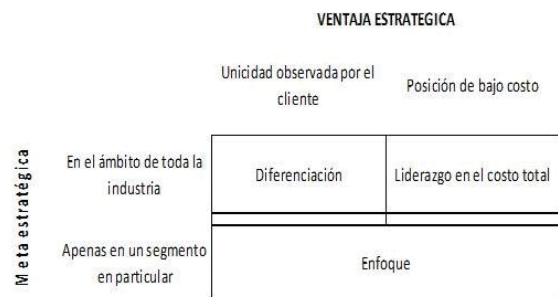 VENTAJA ESTRATEGICA
Unicidad observada por el
cliente
Posición de bajo costo
Meta estratégica
En el ámbito de toda la
industria
Diferenciación
Liderazgo en el costo total
Apenas en un segmento
en particular
Enfoque